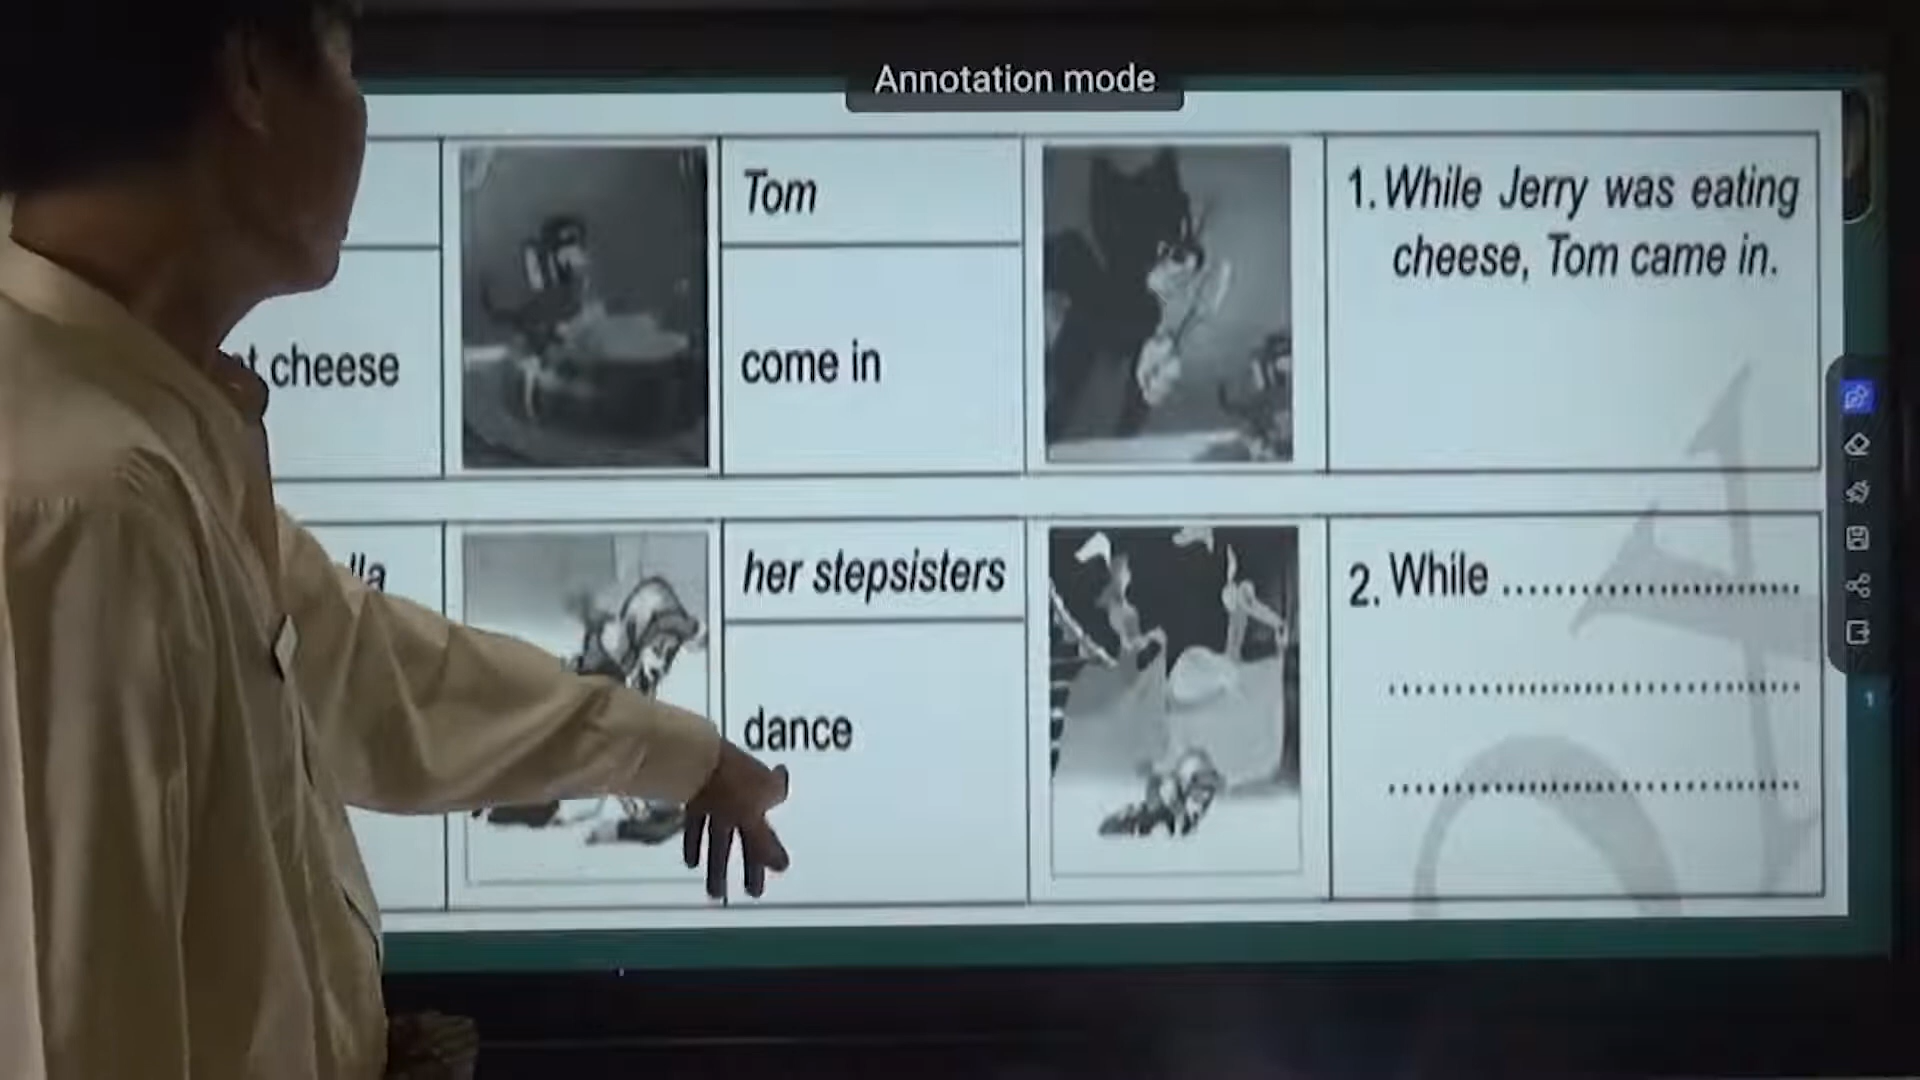 Annotation mode
Tom
1. While Jerry was eating
cheese, Tom came in.
cheese
come in
her stepsisters
2. While ..............................
..........................................
..........................................
dance
1